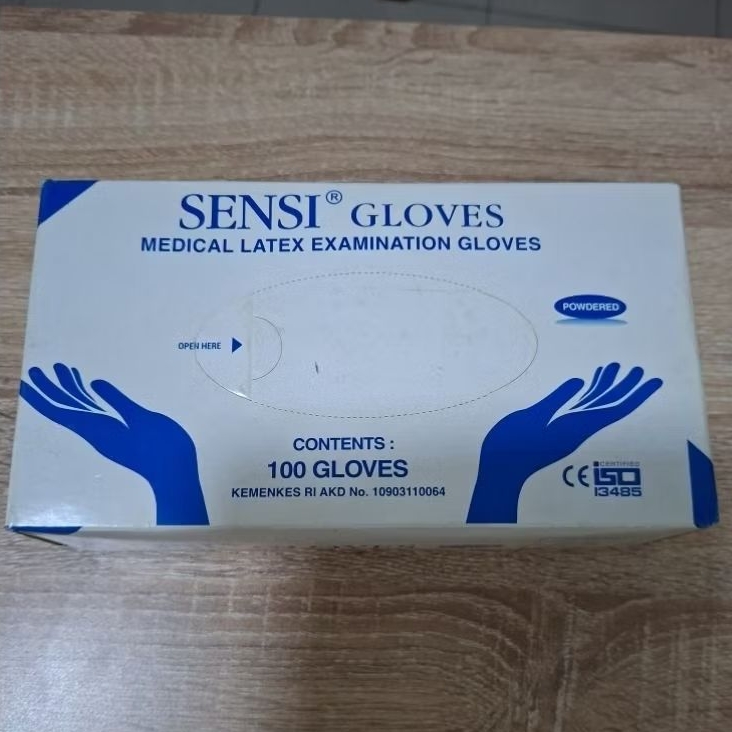 SENSI® GLOVES
MEDICAL LATEX EXAMINATION GLOVES
POWDERED
OPEN HERE
CONTENTS :
100 GLOVES
KEMENKES RI AKD No. 10903110064
CE
CERTIFIED
ISO
13485